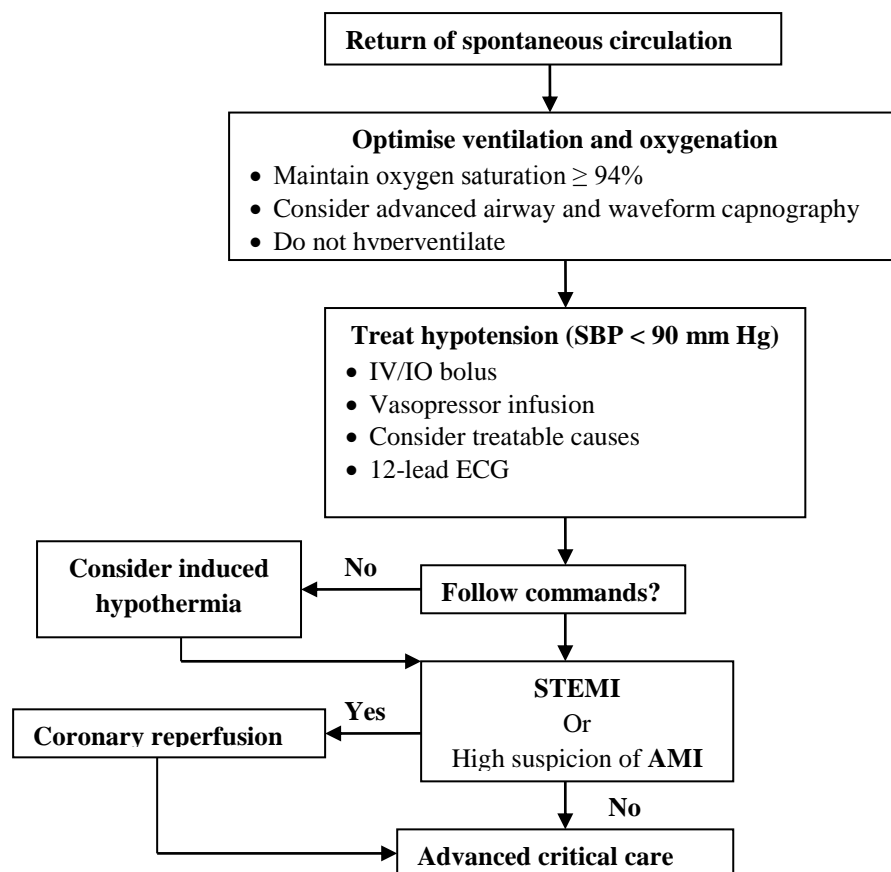 Return of spontaneous circulation
Optimise ventilation and oxygenation
• Maintain oxygen saturation ≥ 94%
• Consider advanced airway and waveform capnography
• Do not hyperventilate
Treat hypotension (SBP < 90 mm Hg)
• IV/IO bolus
• Vasopressor infusion
• Consider treatable causes
• 12-lead ECG
Consider induced
hypothermia
No
Follow commands?
STEMI
Or
High suspicion of AMI
Yes
Coronary reperfusion
No
Advanced critical care